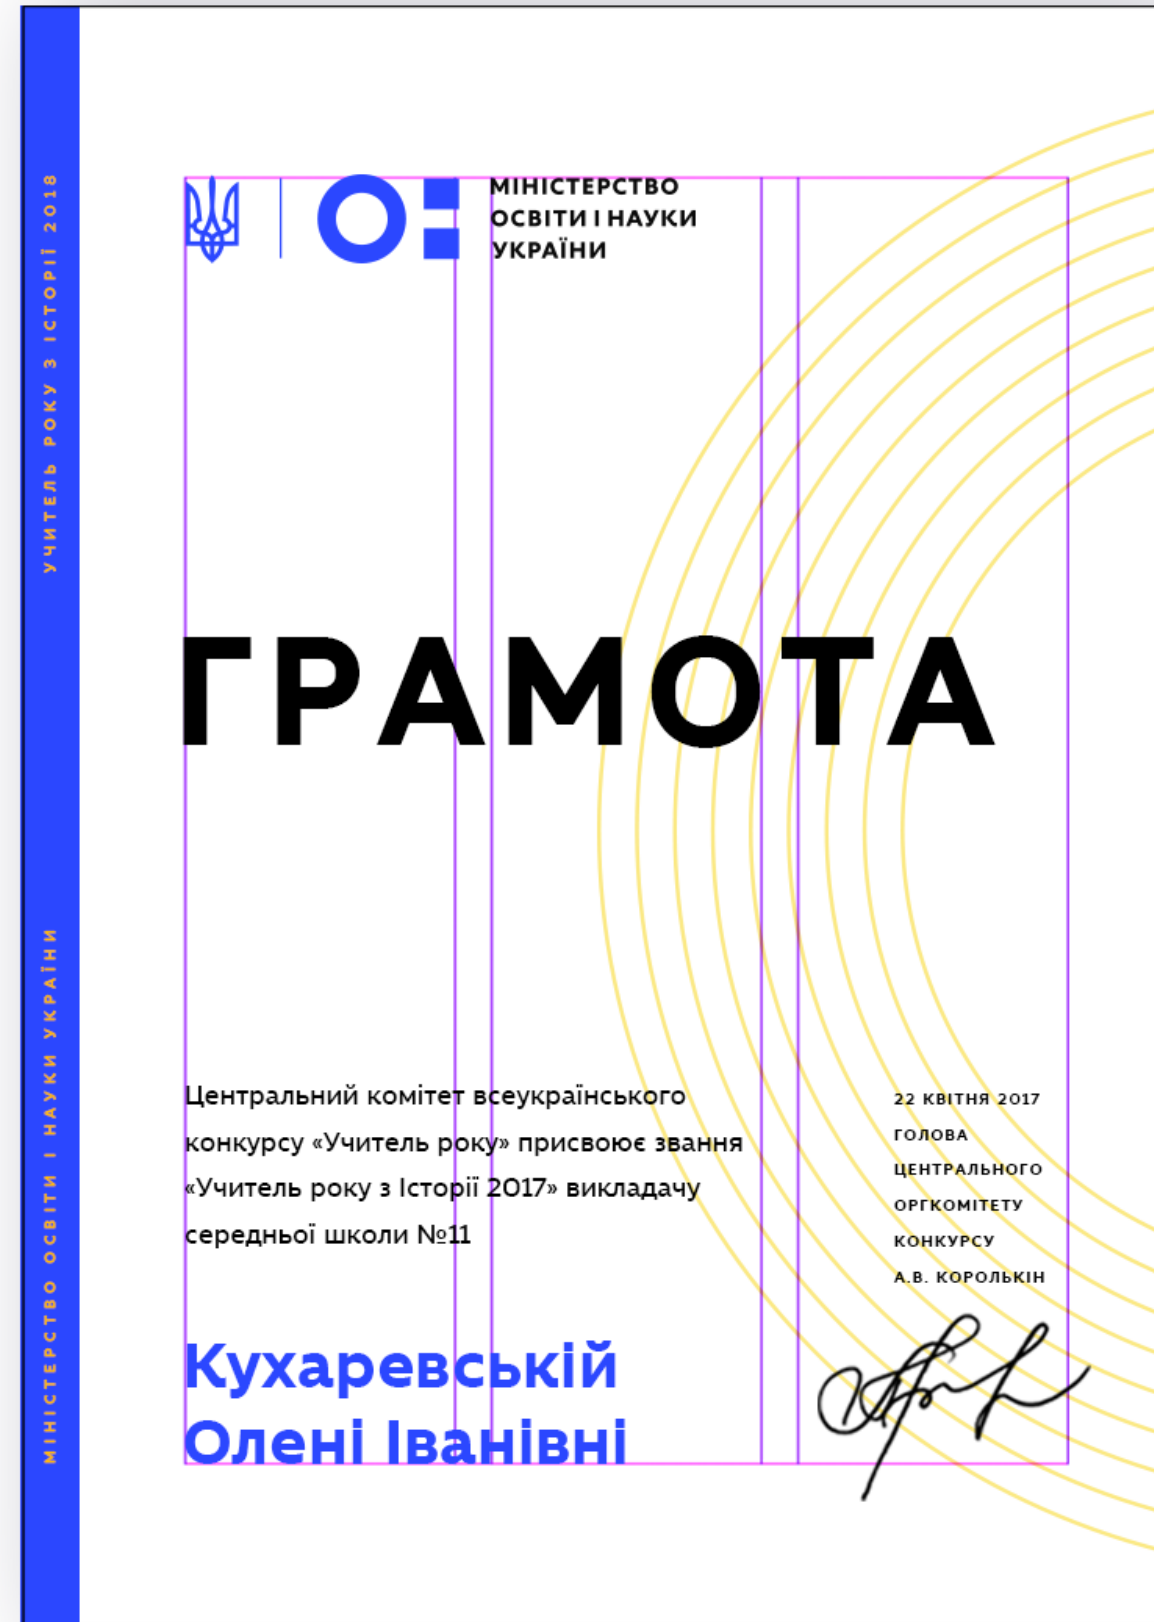 УЧИТЕЛЬ РОКУ З ІСТОРІЇ 2018
МІНІСТЕРСТВО ОСВІТИ І НАУКИ УКРАЇНИ
МІНІСТЕРСТВО
ОСВІТИ І НАУКИ
УКРАЇНИ
ГРАМОТА
Центральний комітет всеукраїнського
конкурсу «Учитель року» присвоює звання
«Учитель року з Історії 2017» викладачу
середньої школи №11
Кухаревській
Олені Іванівні
22 КВІТНЯ 2017
ГОЛОВА
ЦЕНТРАЛЬНОГО
ОРГКОМІТЕТУ
КОНКУРСУ
А.В. КОРОЛЬКІН